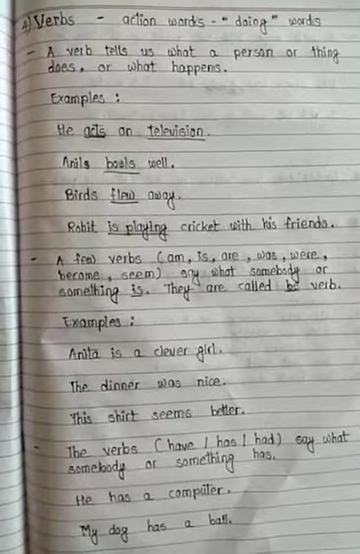 A) Verbs - action words - "doing" words
- A verb tells us what a person or thing
does, or what happens.
Examples :
He acts on television.
Anils bowls well.
Birds flew away.
Rohit is playing cricket with his friends.
- A few verbs (am, is, are, was, were,
become, seem) say what somebody or
something is. They are called be verb.
Examples :
Anita is a clever girl.
The dinner was nice.
This shirt seems better.
- The verbs (have / has / had) say what
somebody or something has.
He has a computer.
My dog has a ball.